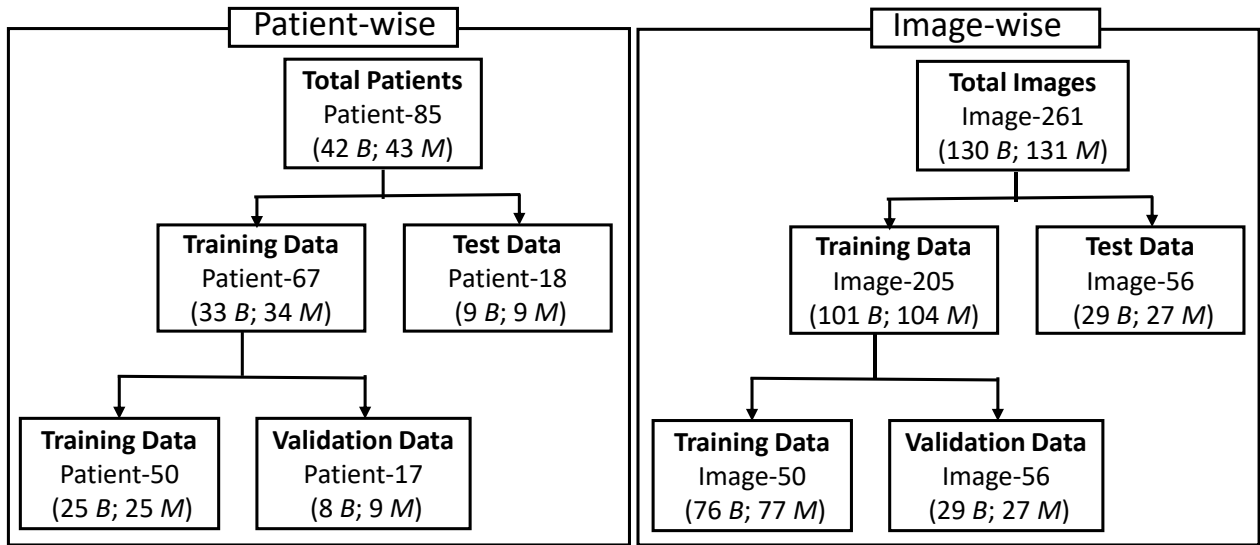 Patient-wise
Total Patients
Patient-85
(42 B; 43 M)
Training Data
Patient-67
(33 B; 34 M)
Test Data
Patient-18
(9 B; 9 M)
Training Data
Patient-50
(25 B; 25 M)
Validation Data
Patient-17
(8 B; 9 M)
Image-wise
Total Images
Image-261
(130 B; 131 M)
Training Data
Image-205
(101 B; 104 M)
Test Data
Image-56
(29 B; 27 M)
Training Data
Image-50
(76 B; 77 M)
Validation Data
Image-56
(29 B; 27 M)